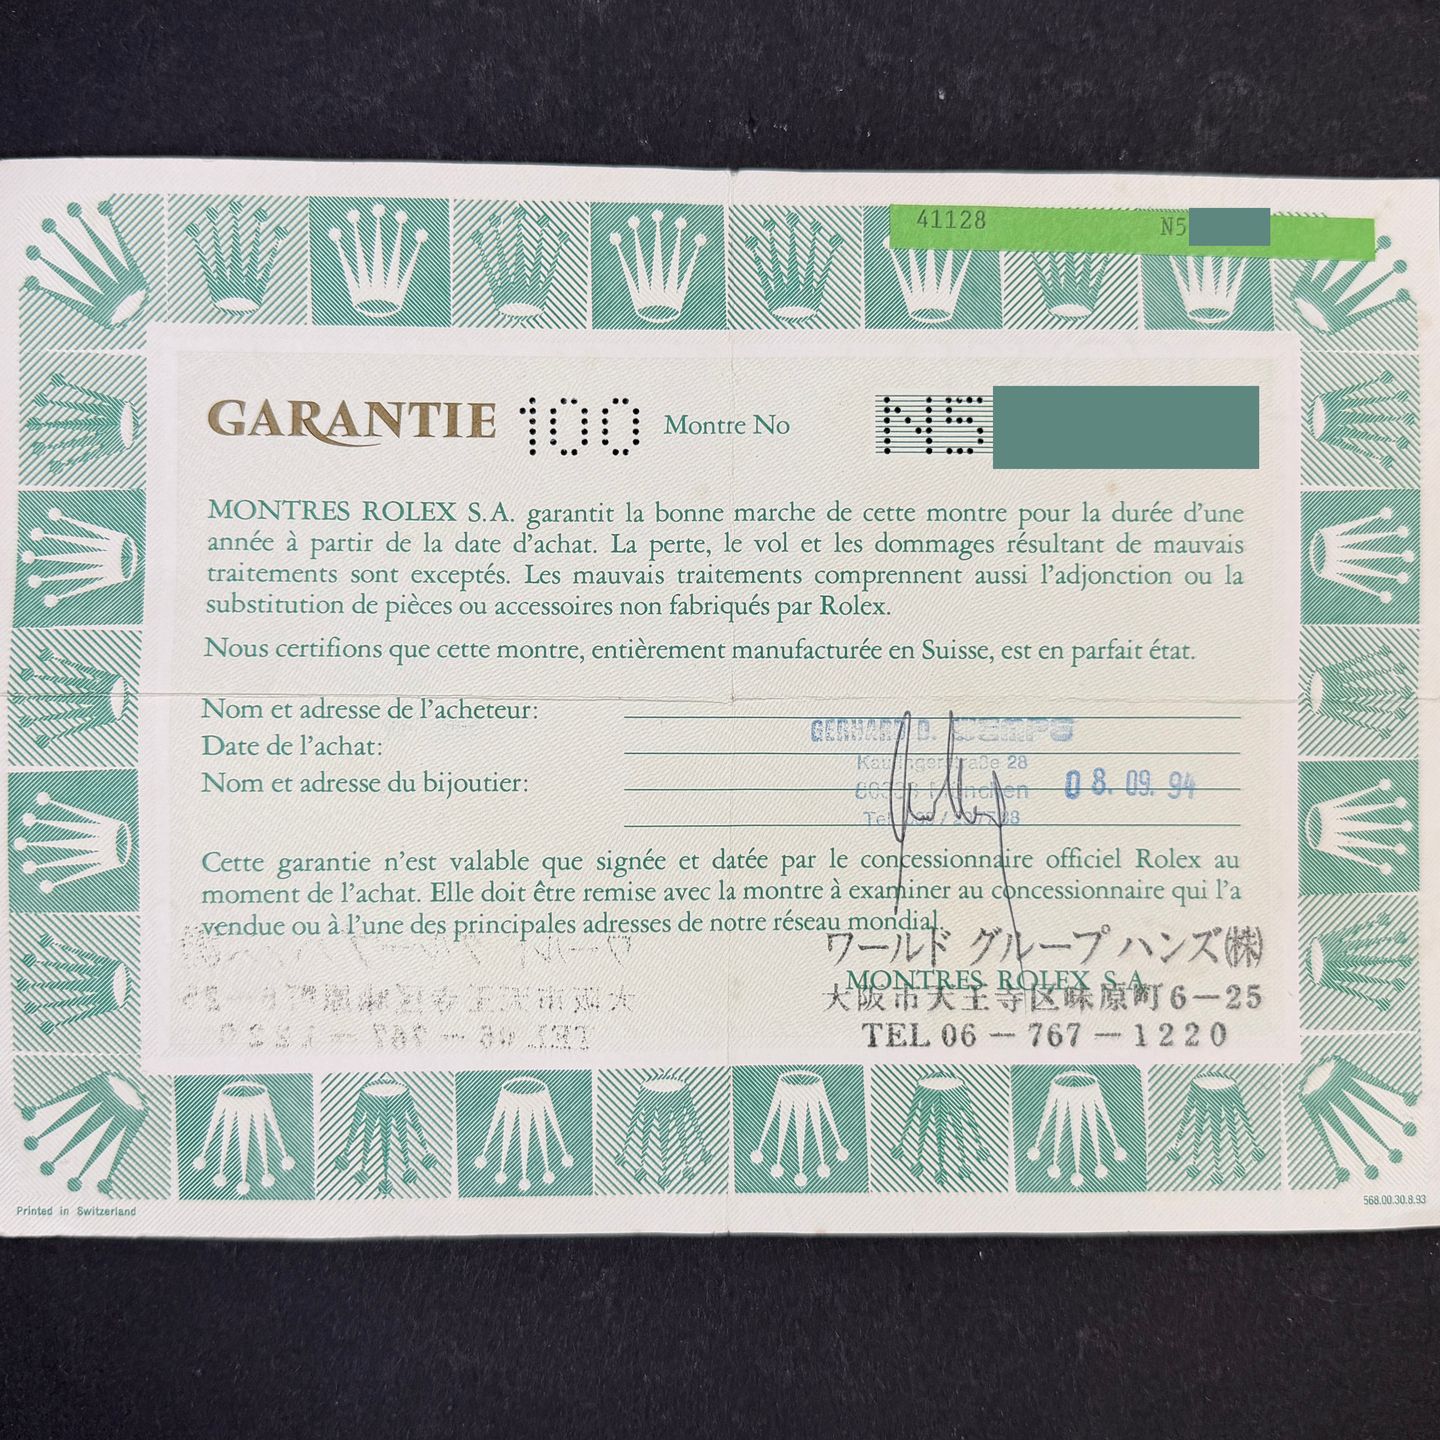 41128 N5
GARANTIE 100 Montre No N5
MONTRES ROLEX S.A. garantit la bonne marche de cette montre pour la durée d'une
année à partir de la date d'achat. La perte, le vol et les dommages résultant de mauvais
traitements sont exceptés. Les mauvais traitements comprennent aussi l'adjonction ou la
substitution de pièces ou accessoires non fabriqués par Rolex.
Nous certifions que cette montre, entièrement manufacturée en Suisse, est en parfait état.
Nom et adresse de l'acheteur:
GERHARD D. WEMPE
Date de l'achat:
Kaufingerstraße 28
Nom et adresse du bijoutier:
München 08.09.94
Cette garantie n'est valable que signée et datée par le concessionnaire officiel Rolex au
moment de l'achat. Elle doit être remise avec la montre à examiner au concessionnaire qui l'a
vendue ou à l'une des principales adresses de notre réseau mondial.
ワールド グループ ハンズ(株)
MONTRES ROLEX S.A.
大阪市天王寺区味原町6-25
TEL 06-767-1220
Printed in Switzerland
568.00.30.8.93